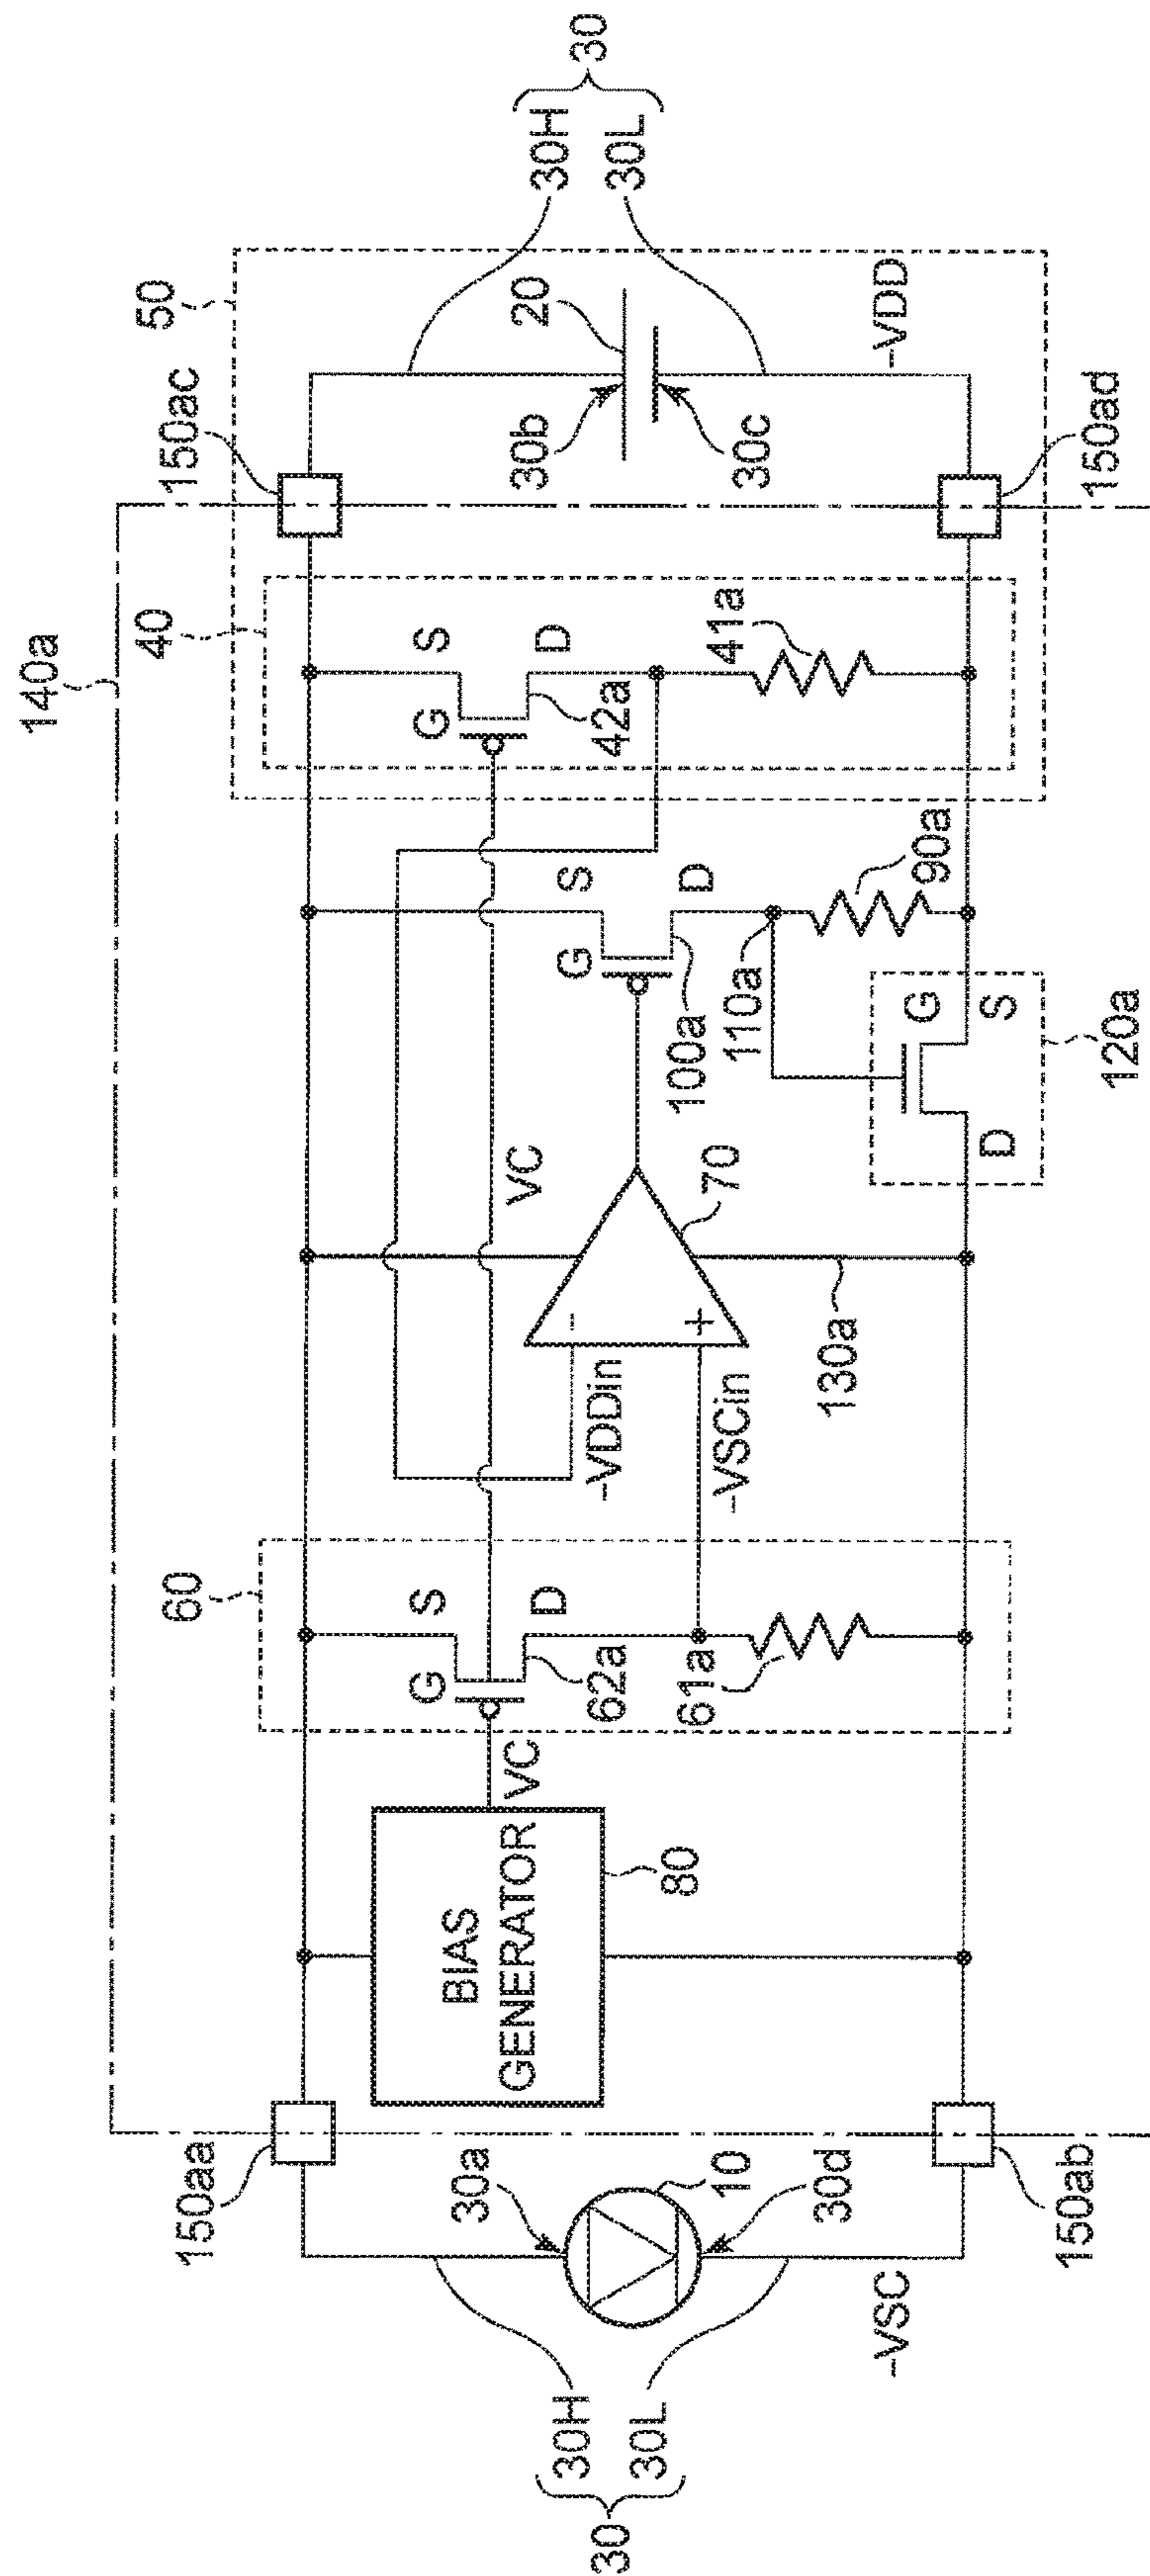 140a
150aa
150ac
50
60
40
30H
30L
30
30a
10
30d
BIAS
GENERATOR
80
VC
G
S
D
62a
61a
-VDDin
-VSCin
-
+
VC
70
130a
G
S
D
100a
110a
90a
G
S
D
120a
G
S
D
42a
41a
30b
20
30c
30H
30L
30
-VSC
-VDD
150ab
150ad